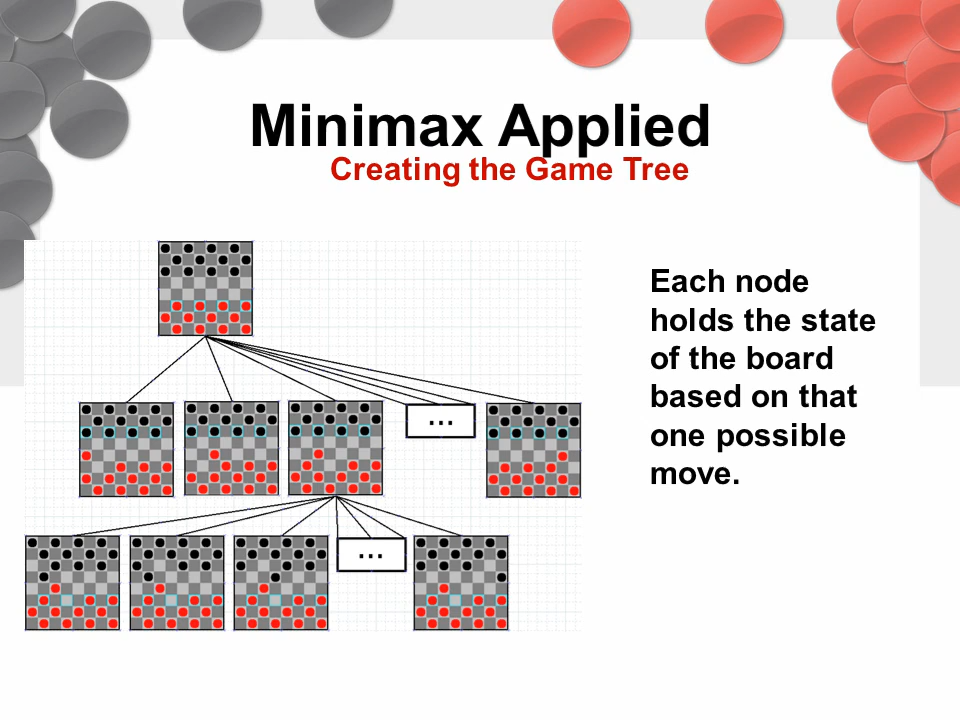 Minimax Applied
Creating the Game Tree
Each node
holds the state
of the board
based on that
one possible
move.
...
...